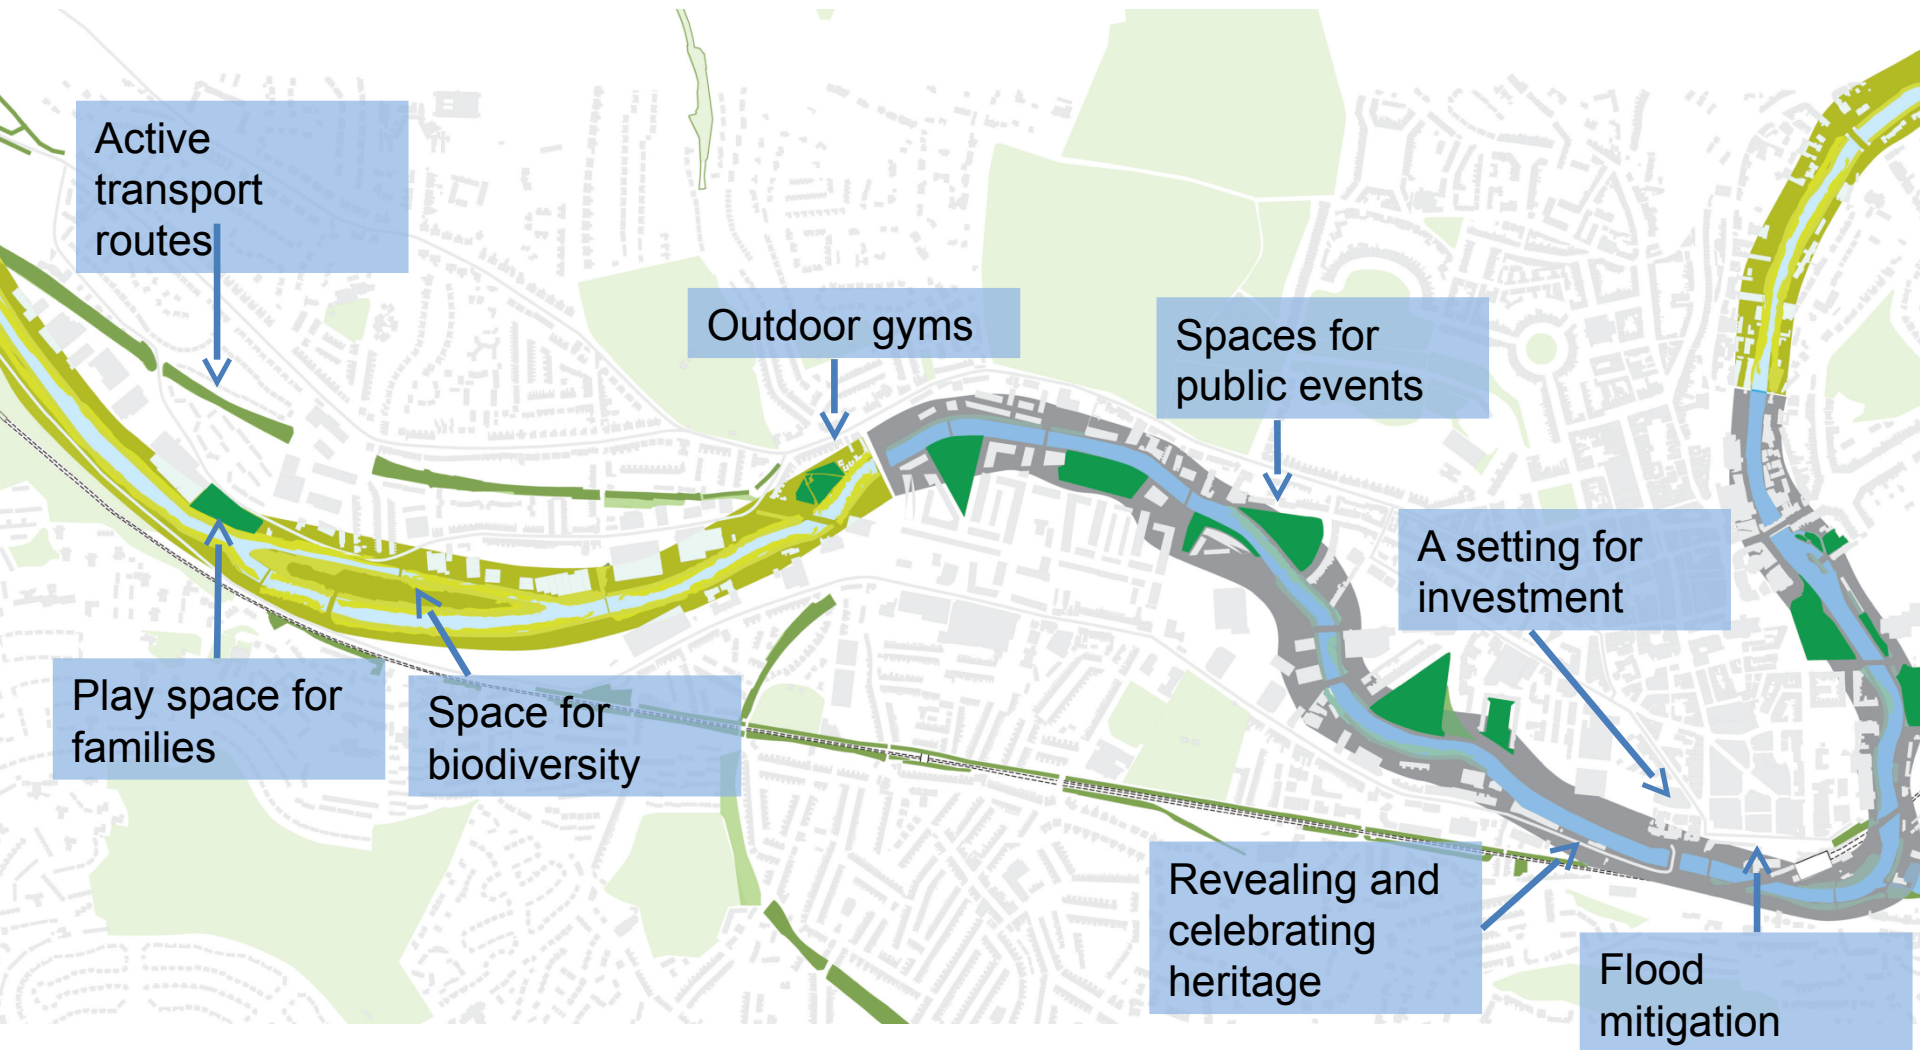 Active
transport
routes
Outdoor gyms
Spaces for
public events
A setting for
investment
Play space for
families
Space for
biodiversity
Revealing and
celebrating
heritage
Flood
mitigation